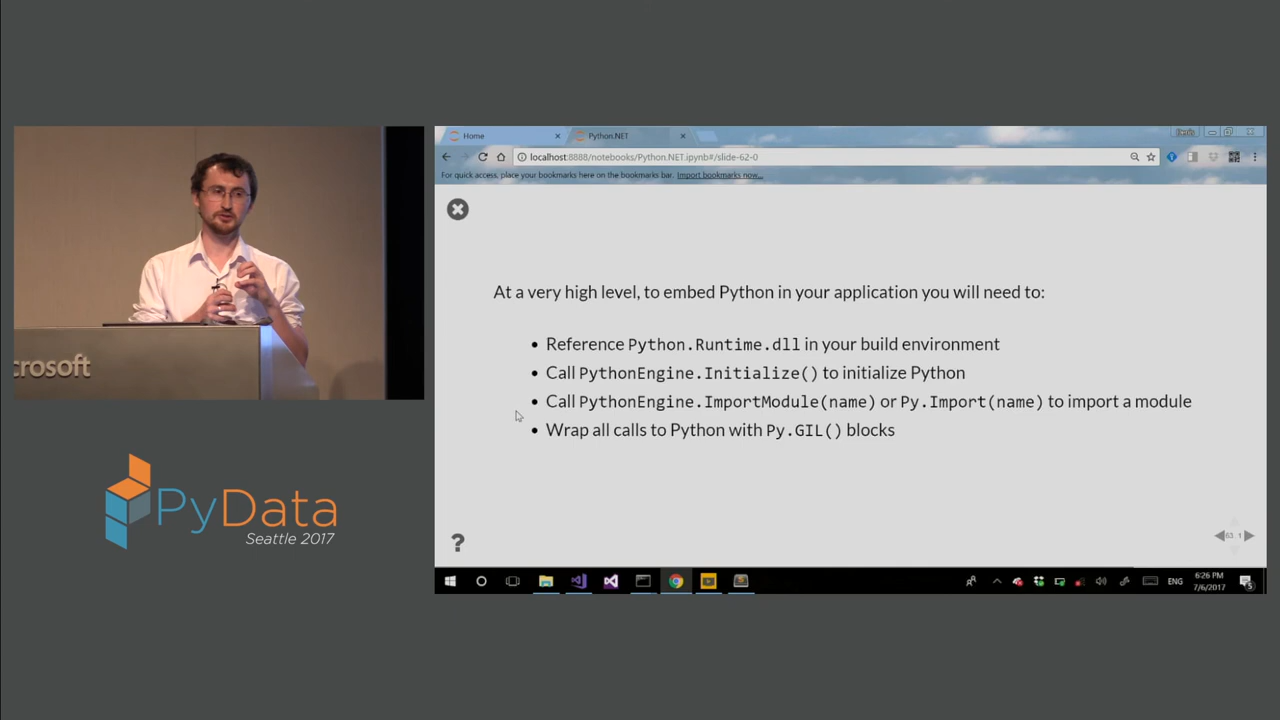 crosoft
PyData
Seattle 2017
Home
Python.NET
Denis
localhost:8888/notebooks/Python.NET.ipynb#/slide-62-0
For quick access, place your bookmarks here on the bookmarks bar. Import bookmarks now...
At a very high level, to embed Python in your application you will need to:
• Reference Python.Runtime.dll in your build environment
• Call PythonEngine.Initialize() to initialize Python
• Call PythonEngine.ImportModule(name) or Py.Import(name) to import a module
• Wrap all calls to Python with Py.GIL() blocks
?
63.1
ENG
6:26 PM
7/6/2017
5